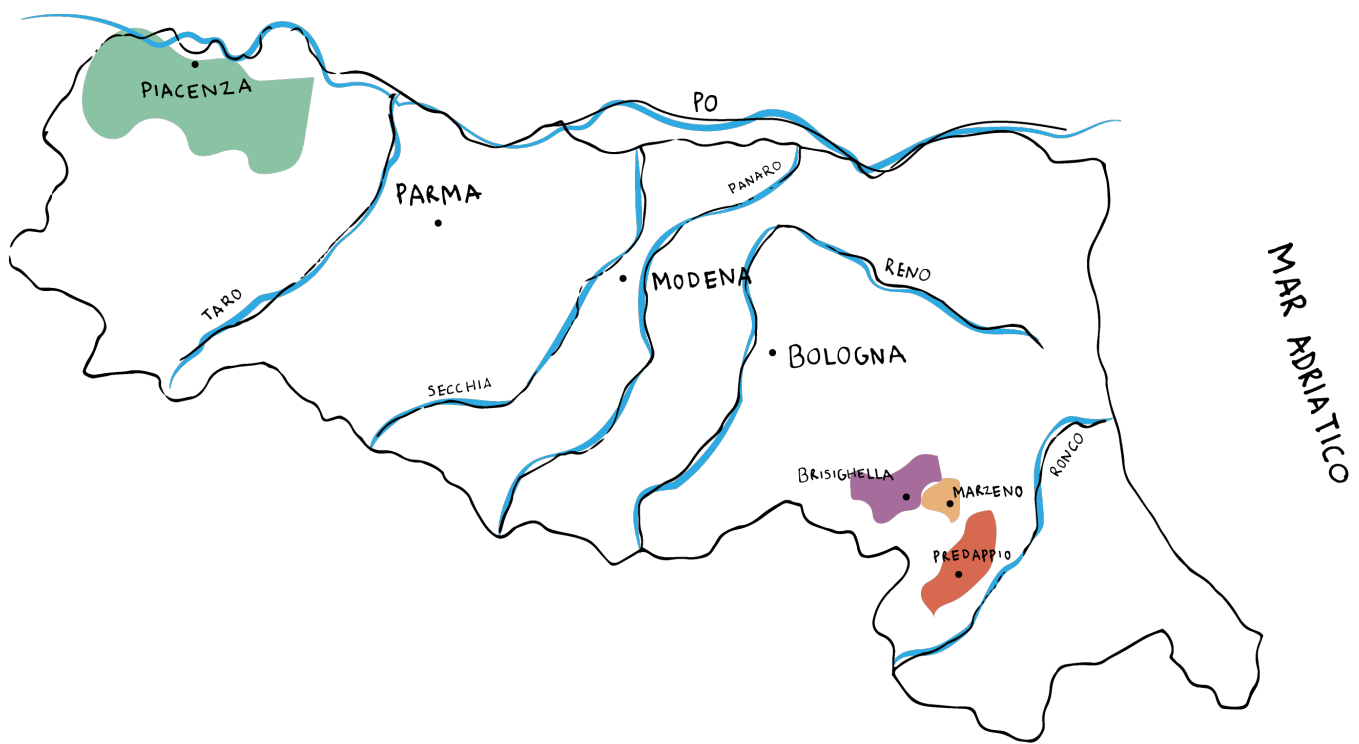 PIACENZA
PO
PARMA
PANARO
TARO
MODENA
RENO
MAR ADRIATICO
BOLOGNA
SECCHIA
RONCO
BRISIGHELLA
MARZENO
PREDAPPIO